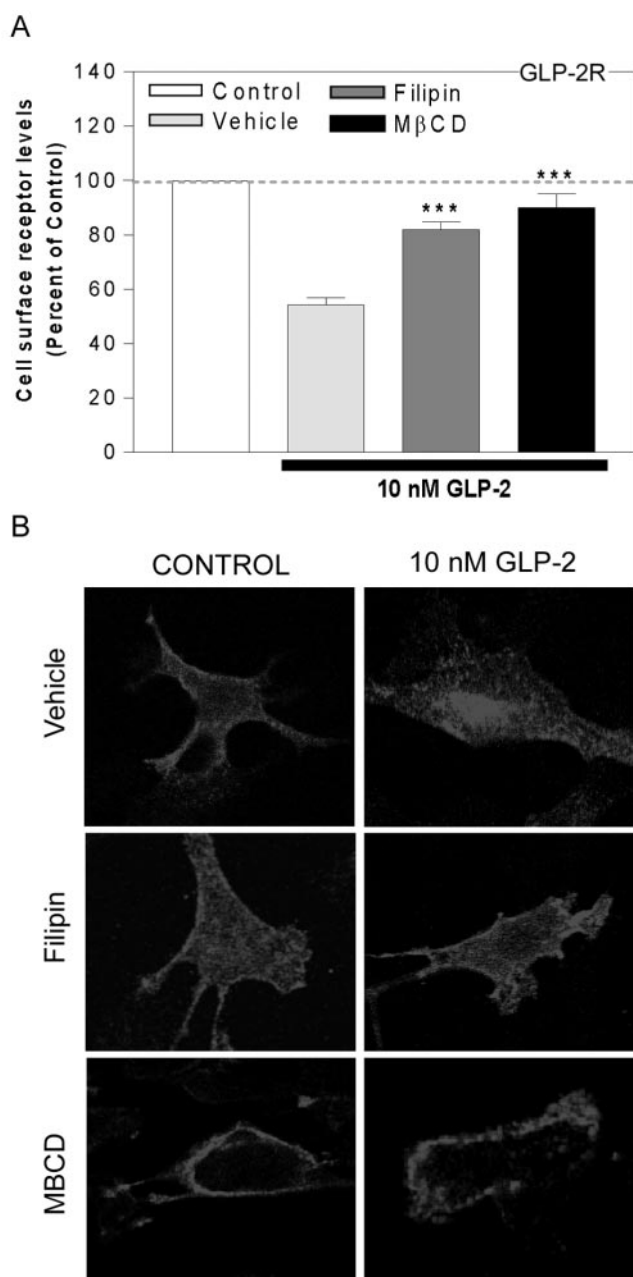 A
GLP-2R
Control
Filipin
Vehicle
MβCD
Cell surface receptor levels
(Percent of Control)
140
120
100
80
60
40
20
0
***
***
10 nM GLP-2
B
CONTROL
10 nM GLP-2
Vehicle
Filipin
MBCD